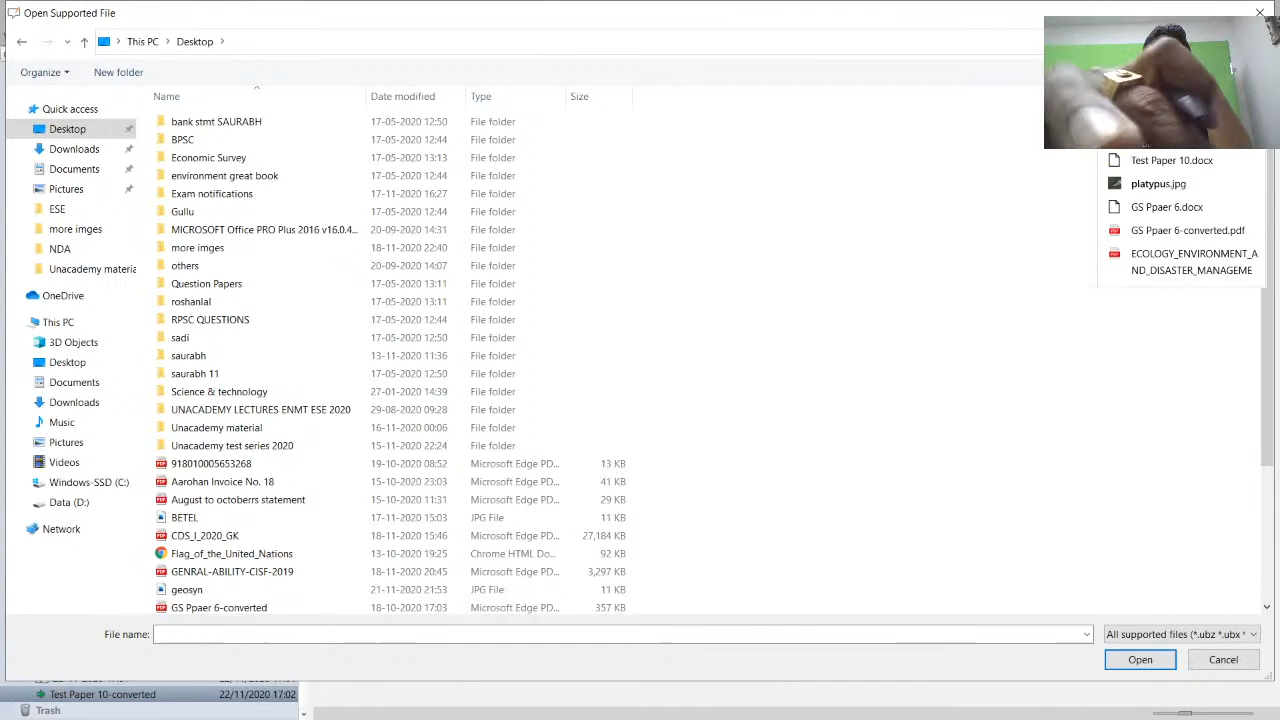 Open Supported File
This PC
Desktop
Organize
New folder
Name
Date modified
Type
Size
Quick access
Desktop
Downloads
Documents
Pictures
ESE
more imges
NDA
Unacademy materia
OneDrive
This PC
3D Objects
Desktop
Documents
Downloads
Music
Pictures
Videos
Windows-SSD (C:)
Data (D:)
Network
bank stmt SAURABH 17-05-2020 12:50 File folder
BPSC 17-05-2020 12:44 File folder
Economic Survey 17-05-2020 13:13 File folder
environment great book 17-05-2020 12:44 File folder
Exam notifications 17-11-2020 16:27 File folder
Gullu 17-05-2020 12:44 File folder
MICROSOFT Office PRO Plus 2016 v16.0.4... 20-09-2020 14:31 File folder
more imges 18-11-2020 22:40 File folder
others 20-09-2020 14:07 File folder
Question Papers 17-05-2020 13:11 File folder
roshanlal 17-05-2020 13:11 File folder
RPSC QUESTIONS 17-05-2020 12:44 File folder
sadi 17-05-2020 12:50 File folder
saurabh 13-11-2020 11:36 File folder
saurabh 11 17-05-2020 12:50 File folder
Science & technology 27-01-2020 14:39 File folder
UNACADEMY LECTURES ENMT ESE 2020 29-08-2020 09:28 File folder
Unacademy material 16-11-2020 00:06 File folder
Unacademy test series 2020 15-11-2020 22:24 File folder
918010005653268 19-10-2020 08:52 Microsoft Edge PD... 13 KB
Aarohan Invoice No. 18 15-10-2020 23:03 Microsoft Edge PD... 41 KB
August to octoberrs statement 15-10-2020 11:31 Microsoft Edge PD... 29 KB
BETEL 17-11-2020 15:03 JPG File 11 KB
CDS_I_2020_GK 18-11-2020 15:46 Microsoft Edge PD... 27,184 KB
Flag_of_the_United_Nations 13-10-2020 19:25 Chrome HTML Do... 92 KB
GENRAL-ABILITY-CISF-2019 18-11-2020 20:45 Microsoft Edge PD... 3,297 KB
geosyn 21-11-2020 21:53 JPG File 11 KB
GS Ppaer 6-converted 18-10-2020 17:03 Microsoft Edge PD... 357 KB
Test Paper 10.docx
platypus.jpg
GS Ppaer 6.docx
GS Ppaer 6-converted.pdf
ECOLOGY_ENVIRONMENT_A
ND_DISASTER_MANAGEME
File name:
All supported files (*.ubz *.ubx *
Open
Cancel
Test Paper 10-converted 22/11/2020 17:02
Trash